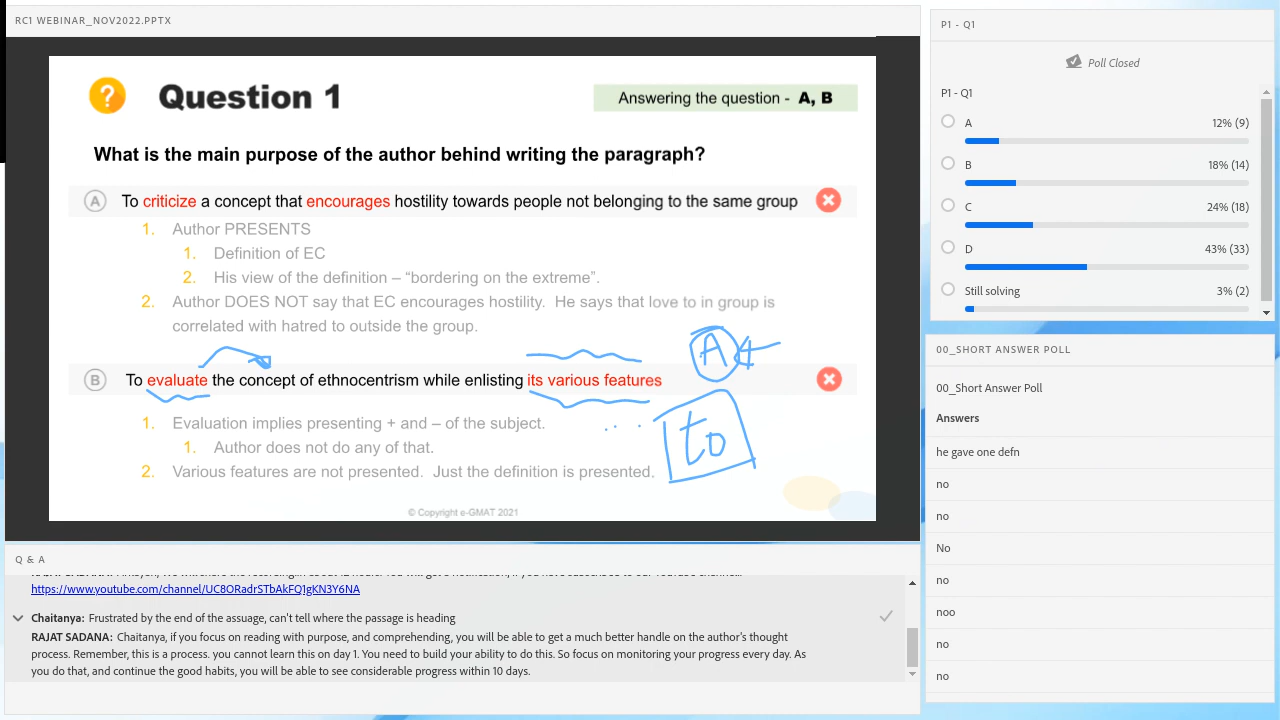 RC1 WEBINAR_NOV2022.PPTX
? Question 1
Answering the question - A, B
What is the main purpose of the author behind writing the paragraph?
A To criticize a concept that encourages hostility towards people not belonging to the same group
1. Author PRESENTS
1. Definition of EC
2. His view of the definition – “bordering on the extreme”.
2. Author DOES NOT say that EC encourages hostility. He says that love to in group is
correlated with hatred to outside the group.
A
B To evaluate the concept of ethnocentrism while enlisting its various features
1. Evaluation implies presenting + and – of the subject.
1. Author does not do any of that.
to
2. Various features are not presented. Just the definition is presented.
© Copyright e-GMAT 2021
Q & A
https://www.youtube.com/channel/UC8ORadrSTbAkFQ1gKN3Y6NA
Chaitanya: Frustrated by the end of the assuage, can't tell where the passage is heading
RAJAT SADANA: Chaitanya, if you focus on reading with purpose, and comprehending, you will be able to get a much better handle on the author's thought
process. Remember, this is a process. you cannot learn this on day 1. You need to build your ability to do this. So focus on monitoring your progress every day. As
you do that, and continue the good habits, you will be able to see considerable progress within 10 days.
P1 - Q1
Poll Closed
P1 - Q1
A 12% (9)
B 18% (14)
C 24% (18)
D 43% (33)
Still solving 3% (2)
00_SHORT ANSWER POLL
00_Short Answer Poll
Answers
he gave one defn
no
no
No
no
noo
no
no